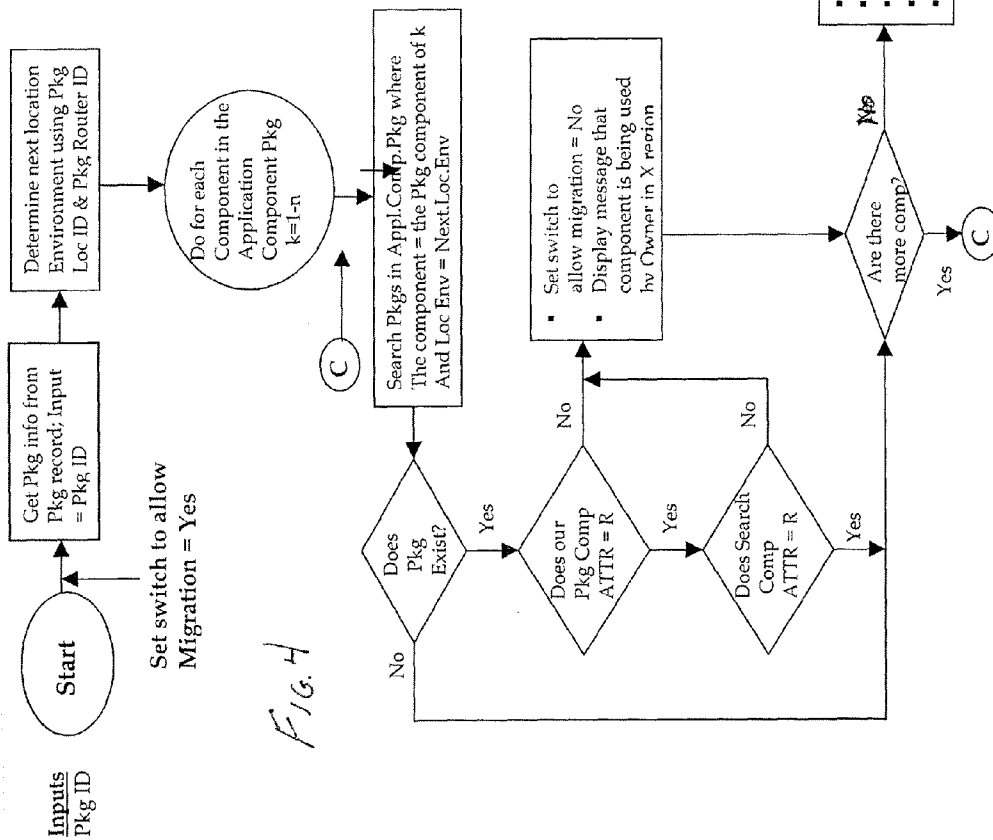 Inputs
Pkg ID
Start
Set switch to allow
Migration = Yes
Get Pkg info from
Pkg record; Input
= Pkg ID
Determine next location
Environment using Pkg
Loc ID & Pkg Router ID
Do for each
Component in the
Application
Component Pkg
k=1-n
C
Search Pkgs in Appl.Comp.Pkg where
The component = the Pkg component of k
And Loc Env = Next.Loc.Env
Does
Pkg
Exist?
No
Yes
Does our
Pkg Comp
ATTR = R
No
Yes
Does Search
Comp
ATTR = R
No
Yes
▪ Set switch to
allow migration = No
▪ Display message that
component is being used
by Owner in X region
Are there
more comp?
No
Yes
C
FIG. 4